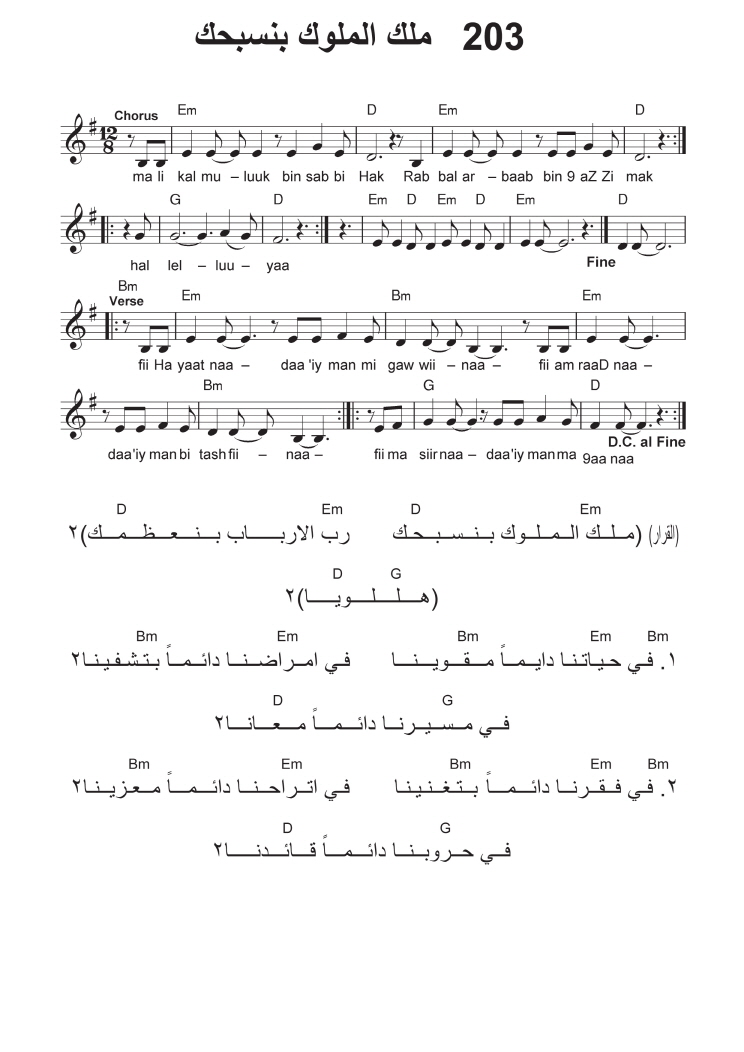 203 ملك الملوك بنسبحك
Chorus Em D Em D
12 8
ma li kal mu – luuk bin sab bi Hak Rab bal ar – baab bin 9 aZ Zi mak
G D Em D Em D Em D
hal lel – luu – yaa Fine
Bm Em Bm Em
Verse
fii Ha yaat naa – daa 'iy man mi gaw wii – naa – fii am raaD naa –
Bm G D
D.C. al Fine
daa 'iy man bi tash fii – naa – fii ma siir naa – daa 'iy man ma 9aa naa
D Em D Em
(القرار) (ملك الملوك بنسبحك رب الارباب بنعظمك)٢
D G
(هللويا)٢
Bm Em Bm Em Bm
١. في حياتنا دايماً مقوينا في امراضنا دائماً بتشفينا٢
D G
في مسيرنا دائماً معانا٢
Bm Em Bm Em Bm
٢. في فقرنا دائماً بتغنينا في اتراحنا دائماً معزينا٢
D G
في حروبنا دائماً قائدنا٢